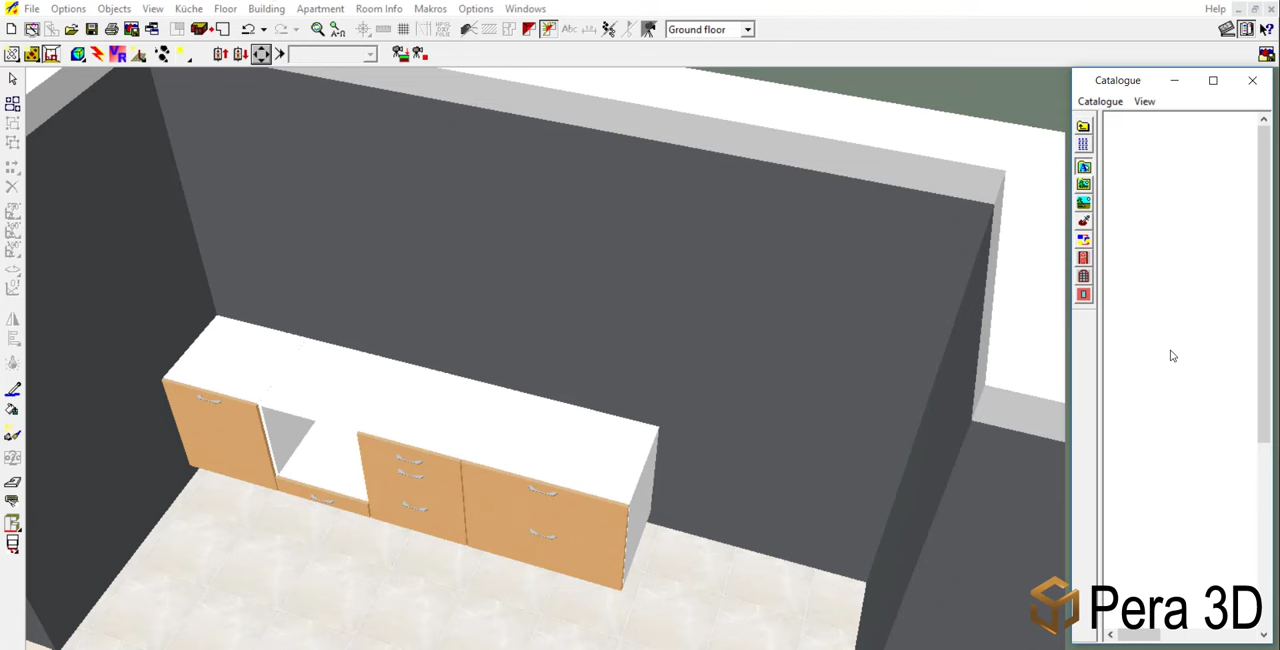 File Options Objects View Küche Floor Building Apartment Room Info Makros Options Windows Help
Ground floor
Catalogue
Catalogue View
Pera 3D